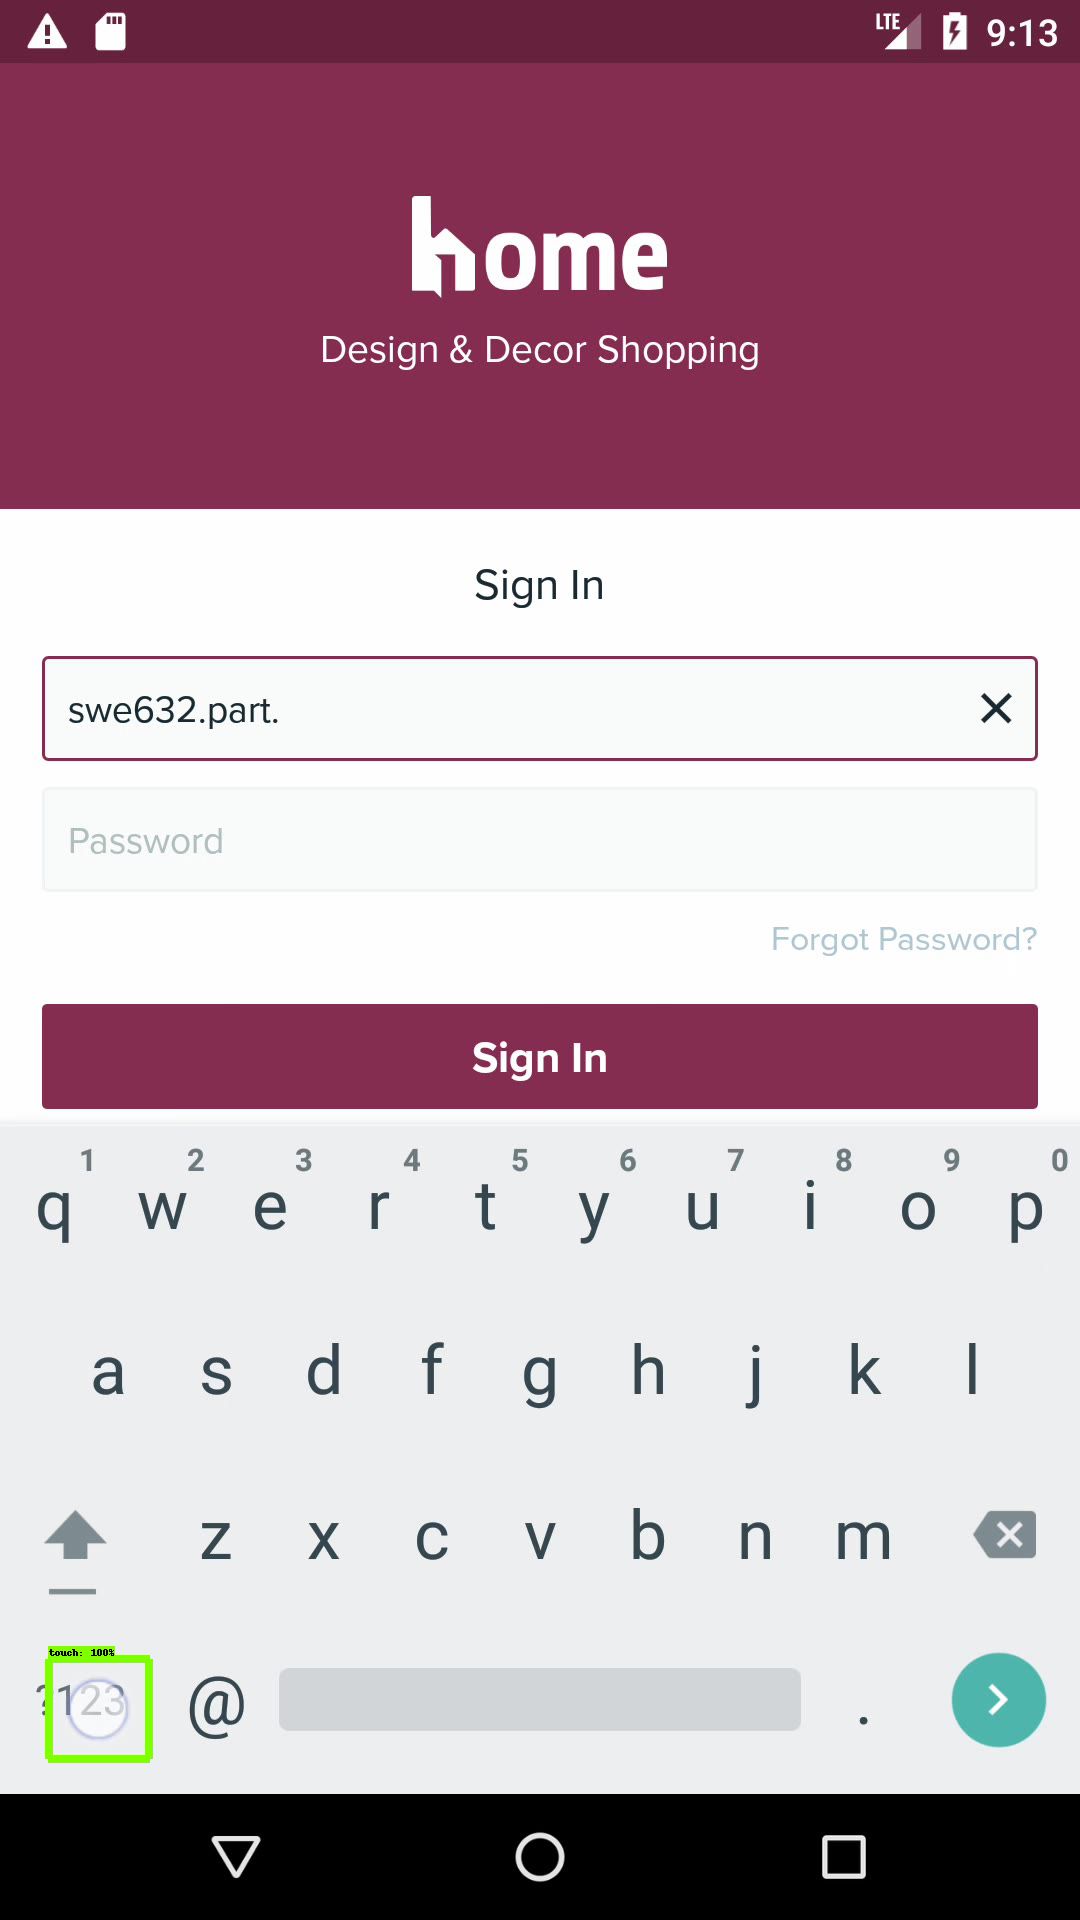 LTE 9:13
home
Design & Decor Shopping
Sign In
swe632.part.
Password
Forgot Password?
Sign In
1 2 3 4 5 6 7 8 9 0
q w e r t y u i o p
a s d f g h j k l
z x c v b n m
touch: 100%
?123 @ .